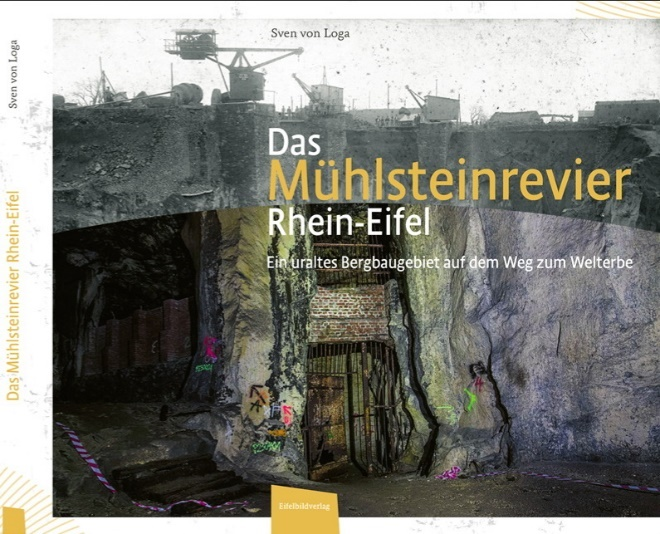 Sven von Loga
Das Mühlsteinrevier Rhein-Eifel
Sven von Loga
Das
Mühlsteinrevier
Rhein-Eifel
Ein uraltes Bergbaugebiet auf dem Weg zum Welterbe
Eifelbildverlag